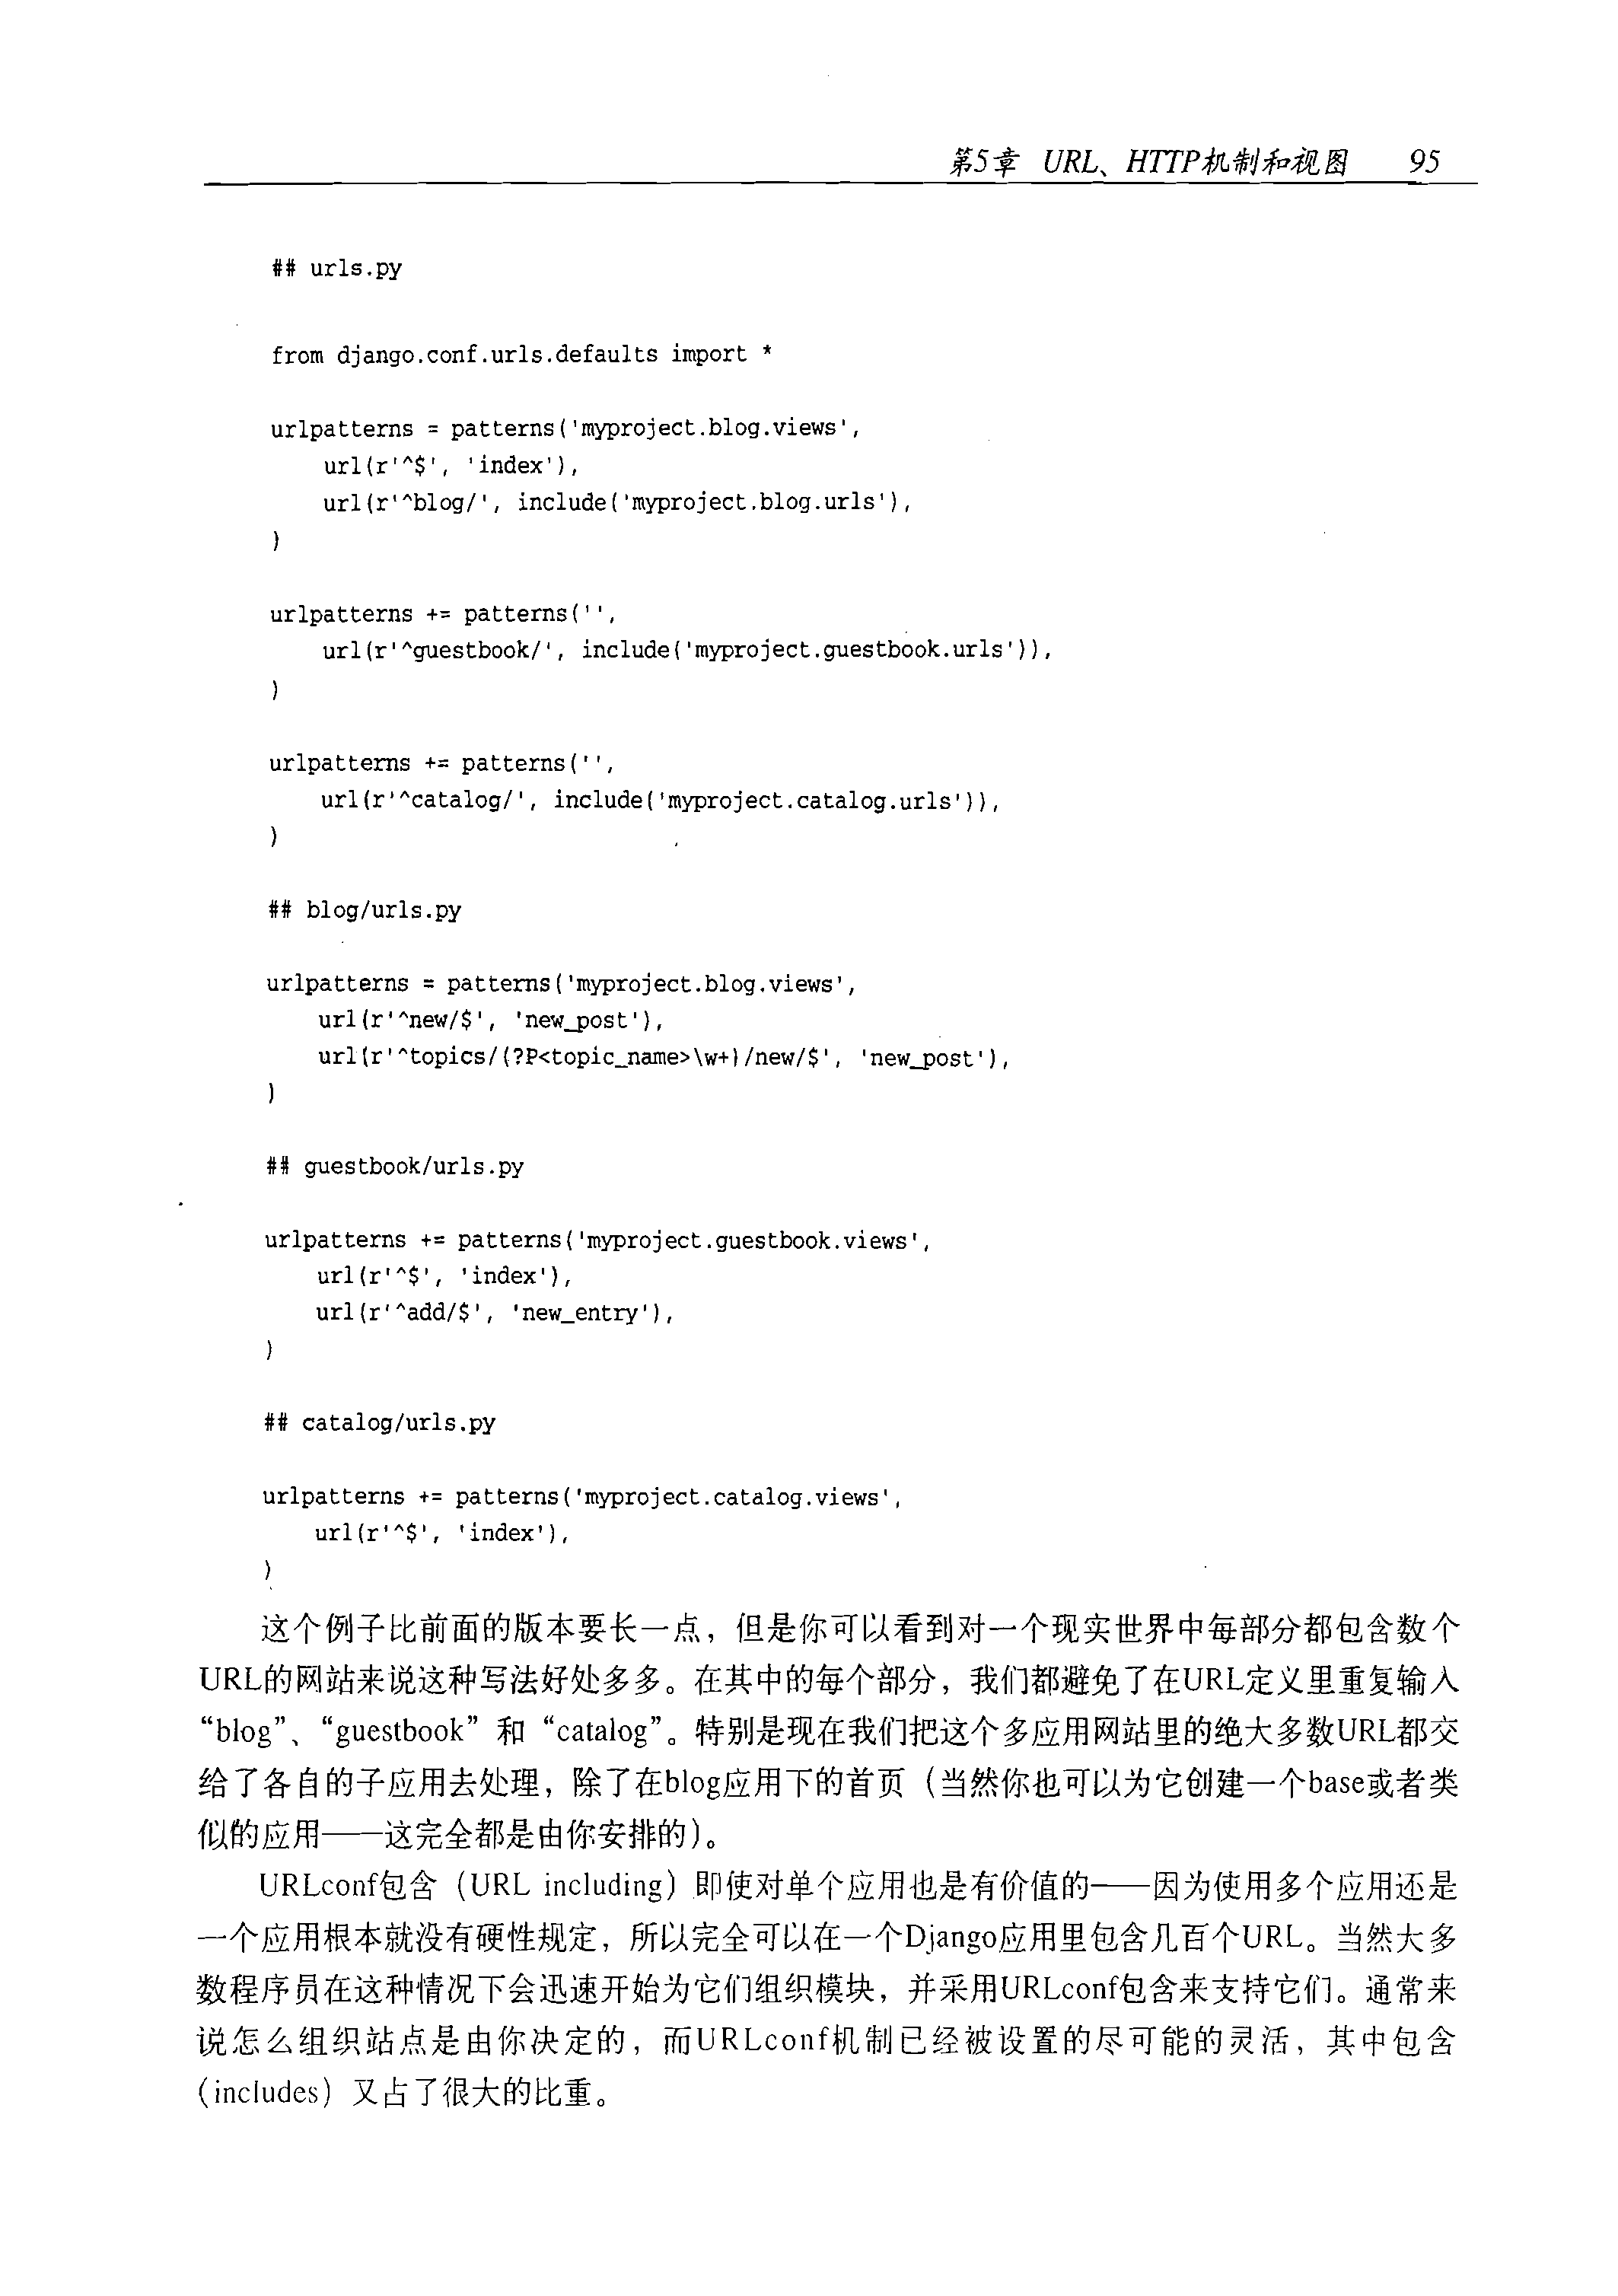 第5章 URL、HTTP机制和视图 95
## urls.py
from django.conf.urls.defaults import *
urlpatterns = patterns('myproject.blog.views',
    url(r'^$', 'index'),
    url(r'^blog/', include('myproject.blog.urls'),
)
urlpatterns += patterns('',
    url(r'^guestbook/', include('myproject.guestbook.urls')),
)
urlpatterns += patterns('',
    url(r'^catalog/', include('myproject.catalog.urls')),
)
## blog/urls.py
urlpatterns = patterns('myproject.blog.views',
    url(r'^new/$', 'new_post'),
    url(r'^topics/(?P<topic_name>\w+)/new/$', 'new_post'),
)
## guestbook/urls.py
urlpatterns += patterns('myproject.guestbook.views',
    url(r'^$', 'index'),
    url(r'^add/$', 'new_entry'),
)
## catalog/urls.py
urlpatterns += patterns('myproject.catalog.views',
    url(r'^$', 'index'),
)
这个例子比前面的版本要长一点，但是你可以看到对一个现实世界中每部分都包含数个
URL的网站来说这种写法好处多多。在其中的每个部分，我们都避免了在URL定义里重复输入
“blog”、“guestbook” 和 “catalog”。特别是现在我们把这个多应用网站里的绝大多数URL都交
给了各自的子应用去处理，除了在blog应用下的首页（当然你也可以为它创建一个base或者类
似的应用——这完全都是由你安排的）。
URLconf包含（URL including）即使对单个应用也是有价值的——因为使用多个应用还是
一个应用根本就没有硬性规定，所以完全可以在一个Django应用里包含几百个URL。当然大多
数程序员在这种情况下会迅速开始为它们组织模块，并采用URLconf包含来支持它们。通常来
说怎么组织站点是由你决定的，而URLconf机制已经被设置的尽可能的灵活，其中包含
（includes）又占了很大的比重。